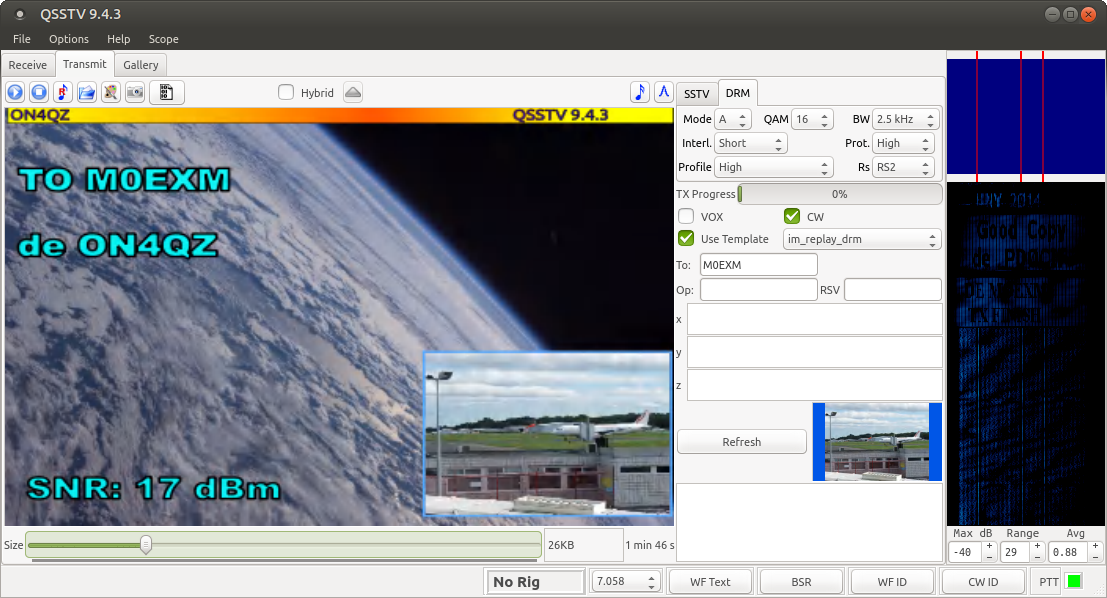 QSSTV 9.4.3
File Options Help Scope
Receive Transmit Gallery
Hybrid
ON4QZ QSSTV 9.4.3
TO M0EXM
de ON4QZ
SNR: 17 dBm
Size 26KB 1 min 46 s
SSTV DRM
Mode A QAM 16 BW 2.5 kHz
Interl. Short Prot. High
Profile High Rs RS2
TX Progress 0%
VOX CW
Use Template im_replay_drm
To: M0EXM
Op: RSV
x
y
z
Refresh
Good Copy
Max dB Range Avg
-40 29 0.88
No Rig 7.058 WF Text BSR WF ID CW ID PTT